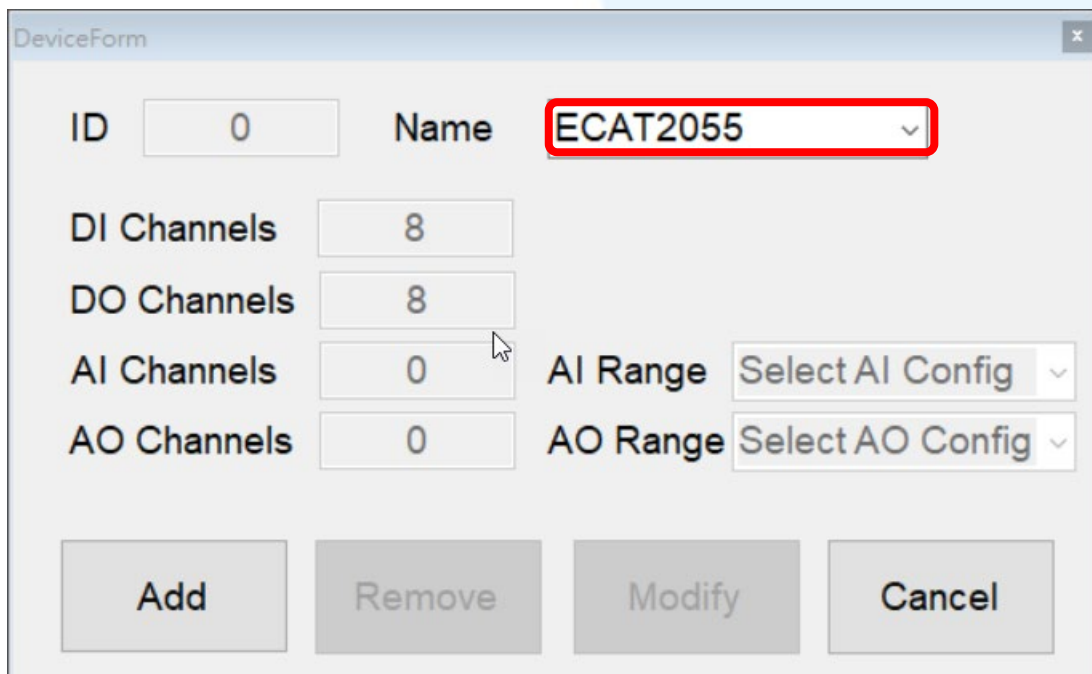 DeviceForm
x
ID 0 Name ECAT2055
DI Channels 8
DO Channels 8
AI Channels 0 AI Range Select AI Config
AO Channels 0 AO Range Select AO Config
Add Remove Modify Cancel